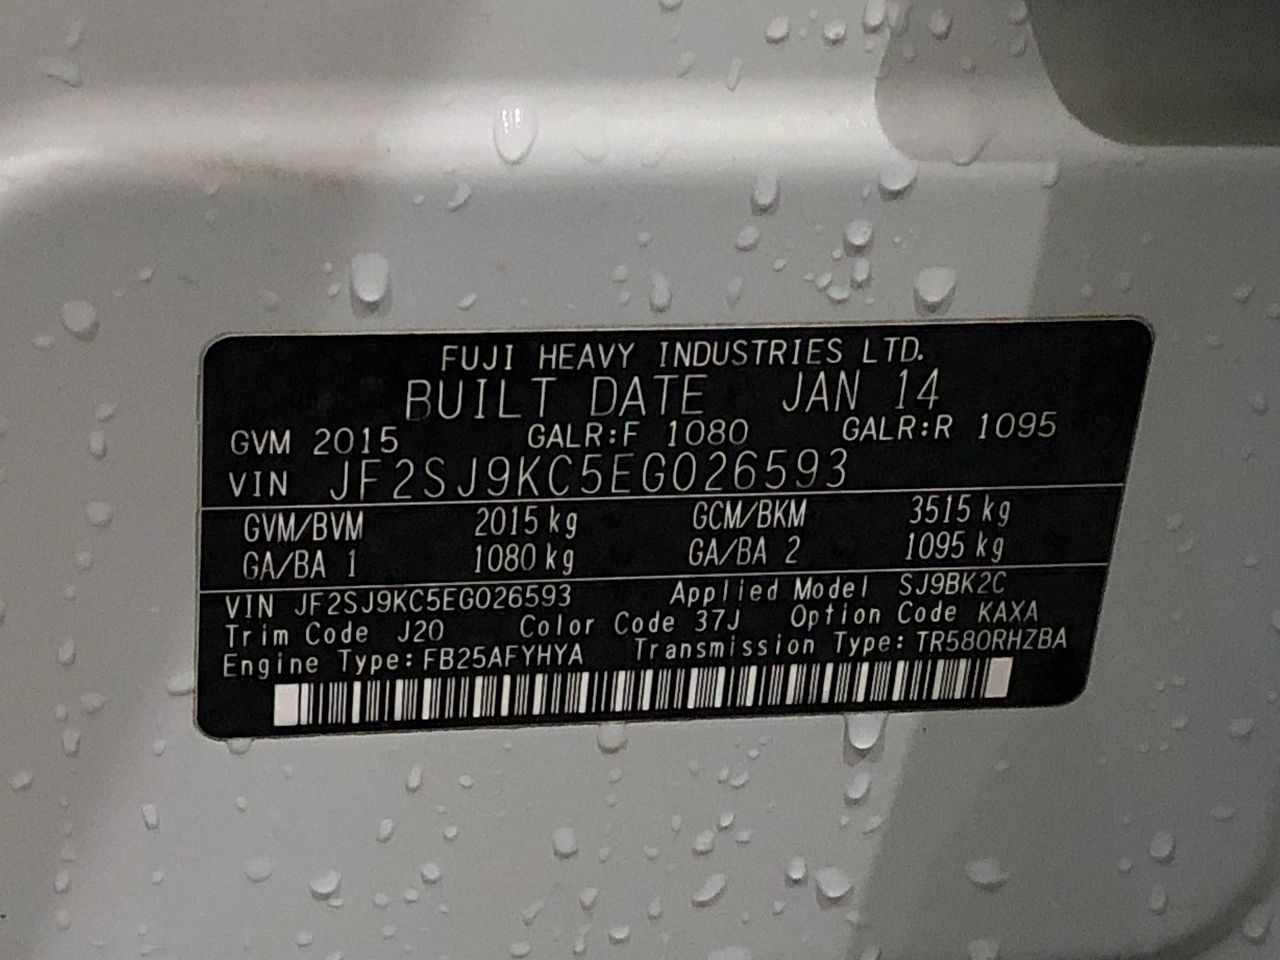 FUJI HEAVY INDUSTRIES LTD.
BUILT DATE JAN 14
GVM 2015 GALR:F 1080 GALR:R 1095
VIN JF2SJ9KC5EG026593
GVM/BVM 2015 kg GCM/BKM 3515 kg
GA/BA 1 1080 kg GA/BA 2 1095 kg
VIN JF2SJ9KC5EG026593 Applied Model SJ9BK2C
Trim Code J20 Color Code 37J Option Code KAXA
Engine Type: FB25AFYHYA Transmission Type: TR580RHZBA